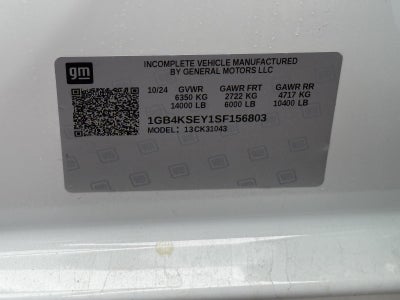 gm
INCOMPLETE VEHICLE MANUFACTURED
BY GENERAL MOTORS LLC
10/24 GVWR GAWR FRT GAWR RR
6350 KG 2722 KG 4717 KG
14000 LB 6000 LB 10400 LB
1GB4KSEY1SF156803
MODEL: 13CK31043